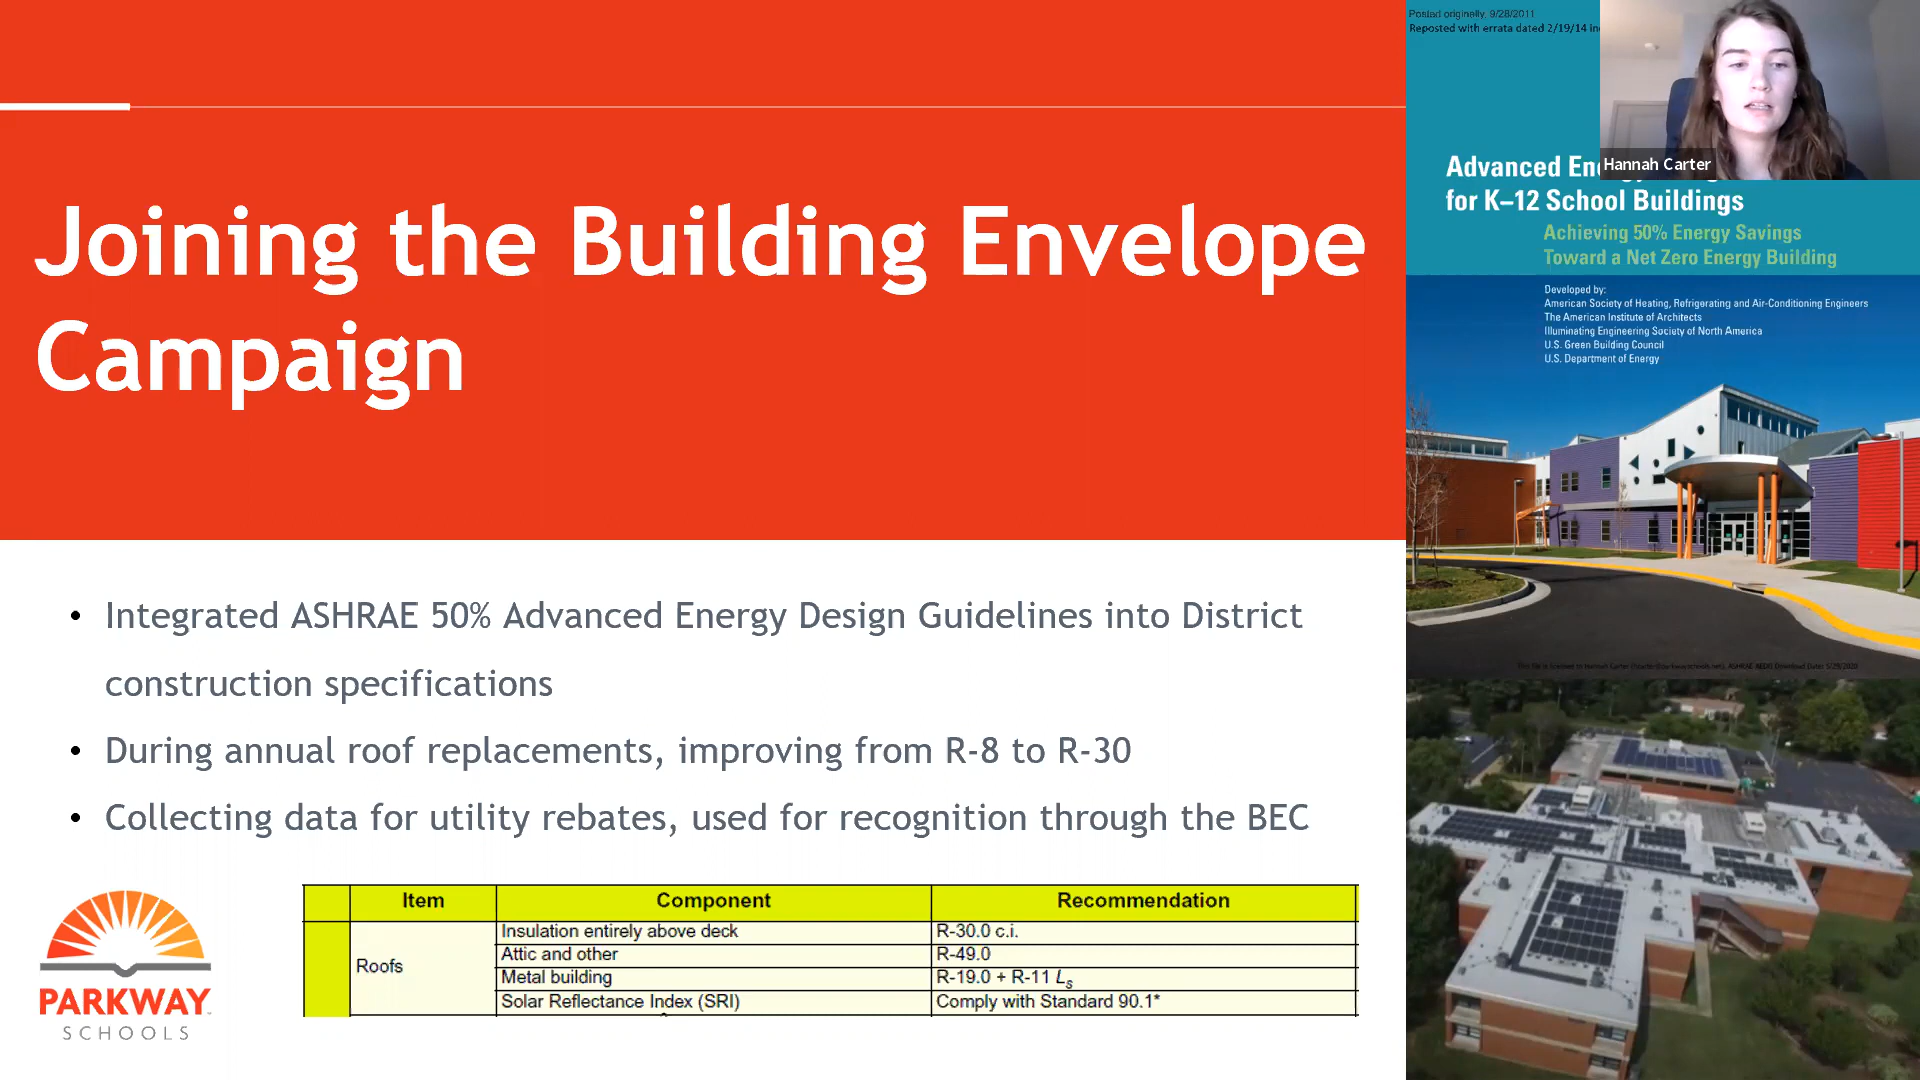 Joining the Building Envelope
Campaign
• Integrated ASHRAE 50% Advanced Energy Design Guidelines into District
construction specifications
• During annual roof replacements, improving from R-8 to R-30
• Collecting data for utility rebates, used for recognition through the BEC
PARKWAY
SCHOOLS
Item Component Recommendation
Roofs
Insulation entirely above deck R-30.0 c.i.
Attic and other R-49.0
Metal building R-19.0 + R-11 Ls
Solar Reflectance Index (SRI) Comply with Standard 90.1*
Posted originally, 9/28/2011
Reposted with errata dated 2/19/14
Hannah Carter
Advanced
for K–12 School Buildings
Achieving 50% Energy Savings
Toward a Net Zero Energy Building
Developed by:
American Society of Heating, Refrigerating and Air-Conditioning Engineers
The American Institute of Architects
Illuminating Engineering Society of North America
U.S. Green Building Council
U.S. Department of Energy